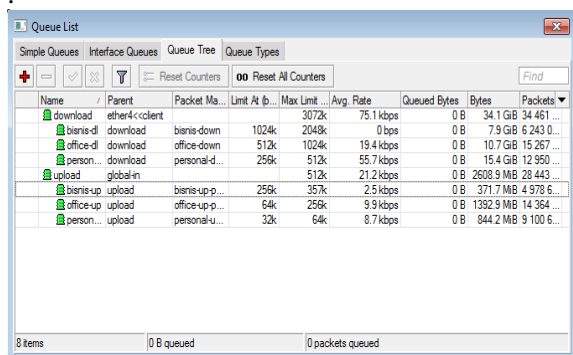 Queue List
Simple Queues Interface Queues Queue Tree Queue Types
Reset Counters 00 Reset All Counters Find
Name / Parent Packet Ma... Limit At (b... Max Limit ... Avg. Rate Queued Bytes Bytes Packets
download ether4<<client 3072k 75.1 kbps 0 B 34.1 GiB 34 461 ...
bisnis-dl download bisnis-down 1024k 2048k 0 bps 0 B 7.9 GiB 6 243 0...
office-dl download office-down 512k 1024k 19.4 kbps 0 B 10.7 GiB 15 267 ...
person... download personal-d... 256k 512k 55.7 kbps 0 B 15.4 GiB 12 950 ...
upload global-in 512k 21.2 kbps 0 B 2608.9 MiB 28 443 ...
bisnis-up upload bisnis-up-p... 256k 357k 2.5 kbps 0 B 371.7 MiB 4 978 6...
office-up upload office-up-p... 64k 256k 9.9 kbps 0 B 1392.9 MiB 14 364 ...
person... upload personal-u... 32k 64k 8.7 kbps 0 B 844.2 MiB 9 100 6...
8 items 0 B queued 0 packets queued